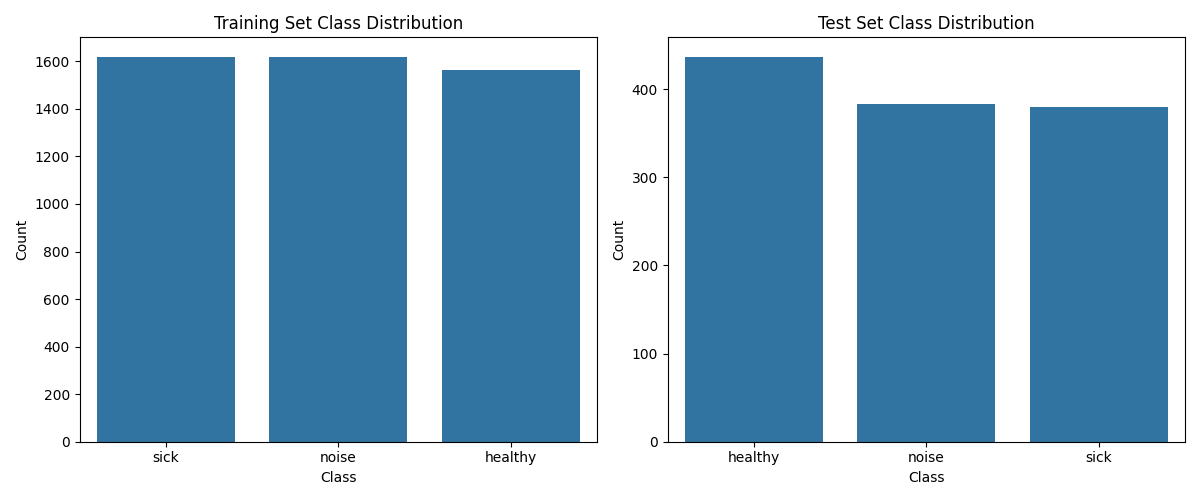 Training Set Class Distribution
1600
1400
1200
1000
800
600
400
200
0
Count
sick noise healthy
Class
Test Set Class Distribution
400
300
200
100
0
Count
healthy noise sick
Class